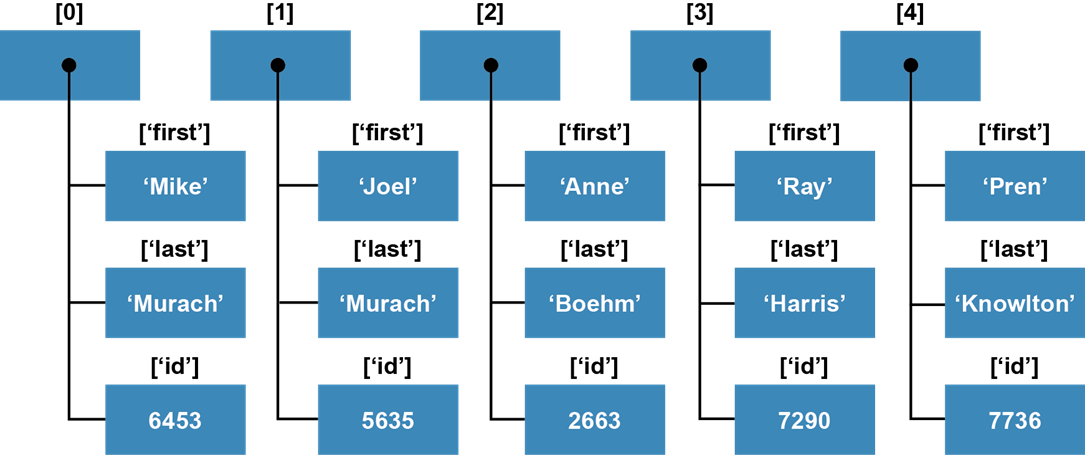 [0] [1] [2] [3] [4]
[‘first’] [‘first’] [‘first’] [‘first’] [‘first’]
‘Mike’ ‘Joel’ ‘Anne’ ‘Ray’ ‘Pren’
[‘last’] [‘last’] [‘last’] [‘last’] [‘last’]
‘Murach’ ‘Murach’ ‘Boehm’ ‘Harris’ ‘Knowlton’
[‘id’] [‘id’] [‘id’] [‘id’] [‘id’]
6453 5635 2663 7290 7736